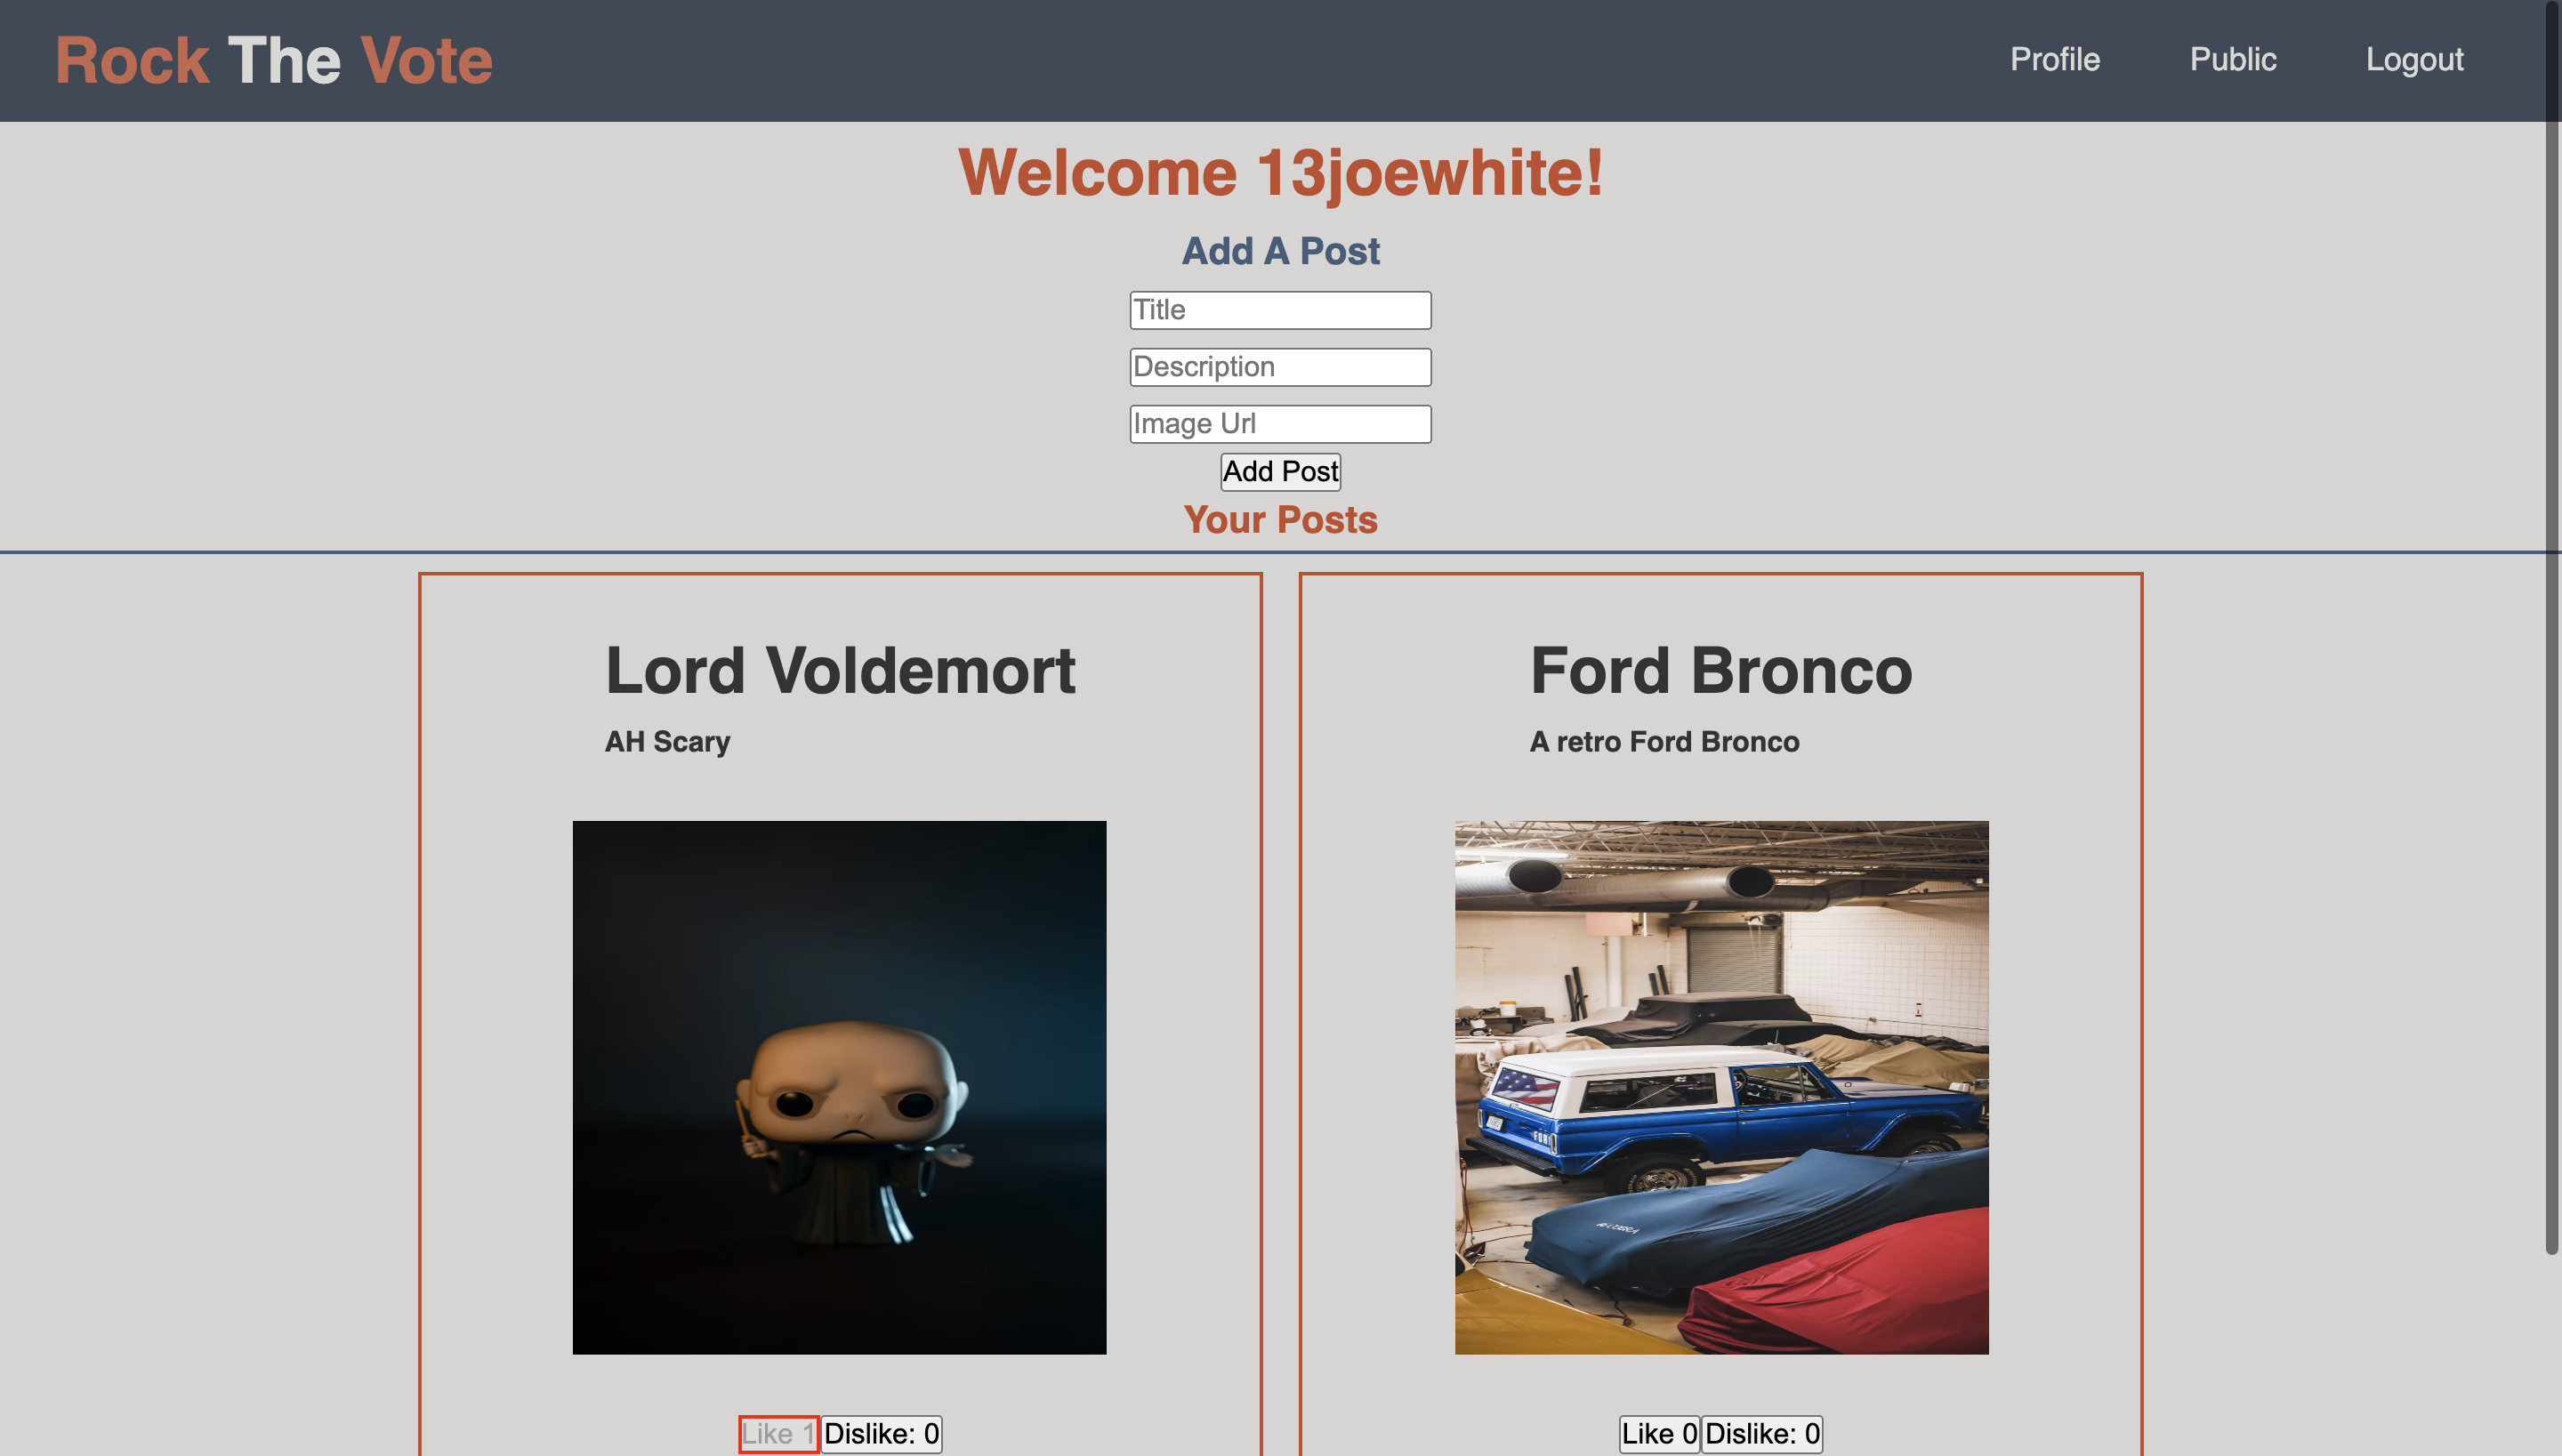 Rock The Vote
Profile
Public
Logout
Welcome 13joewhite!
Add A Post
Title
Description
Image Url
Add Post
Your Posts
Lord Voldemort
AH Scary
Like 1
Dislike: 0
Ford Bronco
A retro Ford Bronco
Like 0
Dislike: 0